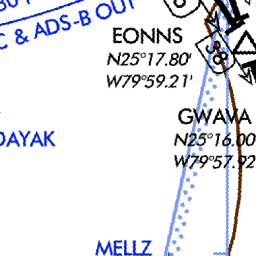 C & ADS-B OUT
EONNS
N25°17.80'
W79°59.21'
GWAVA
N25°16.00
W79°57.92
DAYAK
MELLZ